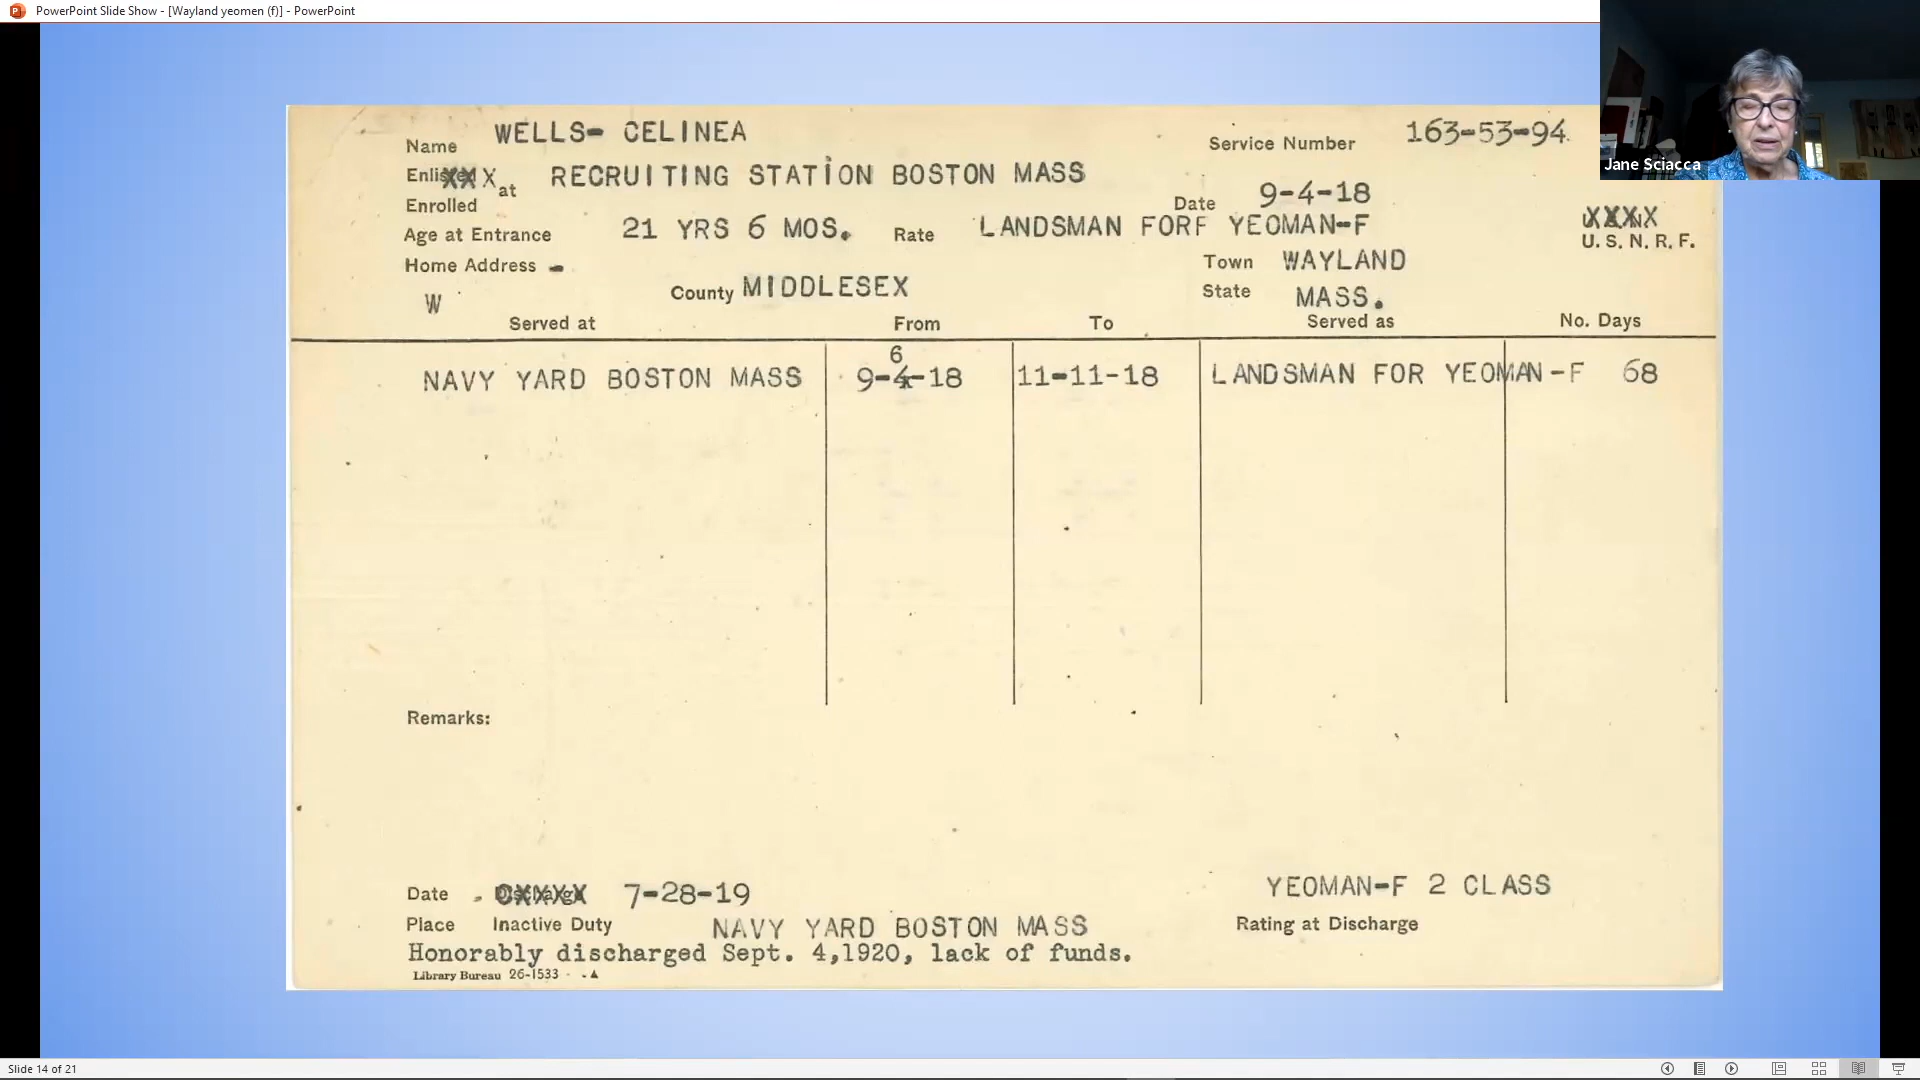 PowerPoint Slide Show - [Wayland yeomen (f)] - PowerPoint
Jane Sciacca
Name WELLS- CELINEA Service Number 163-53-94
XX X at RECRUITING STATION BOSTON MASS Date 9-4-18
Enrolled
XXXX
U. S. N. R. F.
Age at Entrance 21 YRS 6 MOS. Rate LANDSMAN FORF YEOMAN-F
Home Address - Town WAYLAND
W County MIDDLESEX State MASS.
Served at From To Served as No. Days
6
NAVY YARD BOSTON MASS 9-4-18 11-11-18 LANDSMAN FOR YEOMAN-F 68
Remarks:
Date CXXXX 7-28-19 YEOMAN-F 2 CLASS
Place Inactive Duty NAVY YARD BOSTON MASS Rating at Discharge
Honorably discharged Sept. 4,1920, lack of funds.
Library Bureau 26-1533
Slide 14 of 21